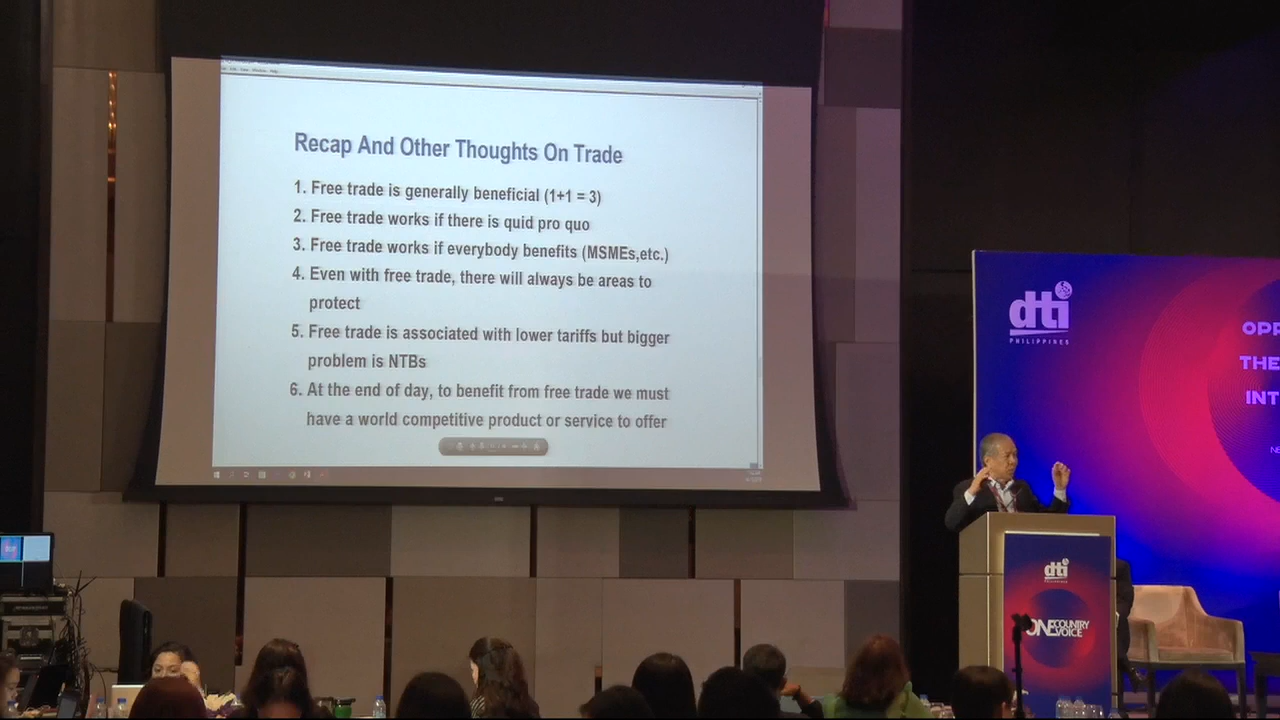 Recap And Other Thoughts On Trade
1. Free trade is generally beneficial (1+1 = 3)
2. Free trade works if there is quid pro quo
3. Free trade works if everybody benefits (MSMEs,etc.)
4. Even with free trade, there will always be areas to
protect
5. Free trade is associated with lower tariffs but bigger
problem is NTBs
6. At the end of day, to benefit from free trade we must
have a world competitive product or service to offer
dti
PHILIPPINES
OPP
THE
INT
NE
dti
PHILIPPINES
ONE COUNTRY
VOICE